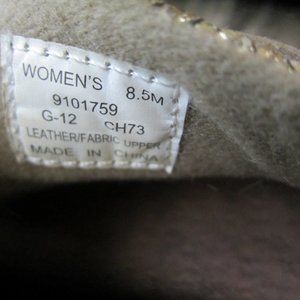 WOMEN'S 8.5M
9101759
G-12 CH73
LEATHER/FABRIC UPPER
MADE IN CHINA